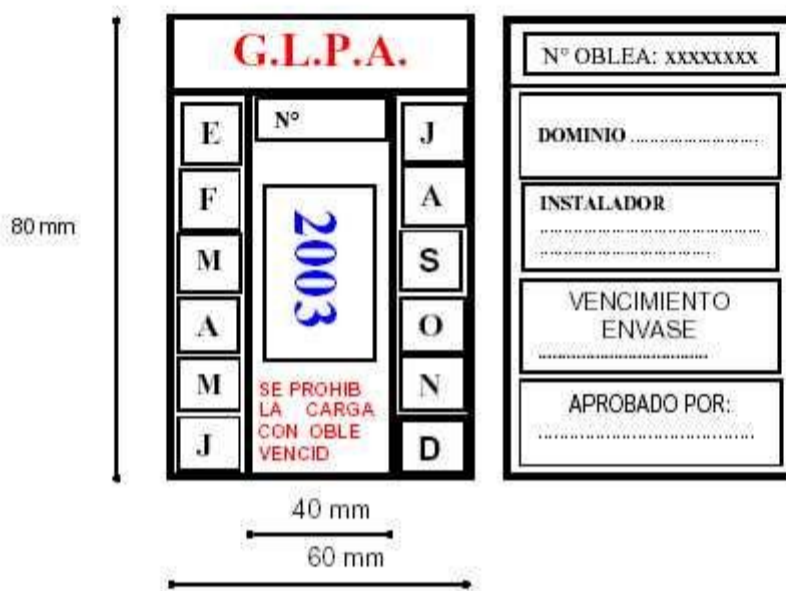 G.L.P.A.
N° OBLEA: xxxxxxxx
N°
E
F
M
A
M
J
2003
SE PROHIB
LA CARGA
CON OBLE
VENCID
J
A
S
O
N
D
DOMINIO ..............................
INSTALADOR
..........................................................
.............................................
VENCIMIENTO
ENVASE
.............................................
APROBADO POR:
..........................................................
80 mm
40 mm
60 mm